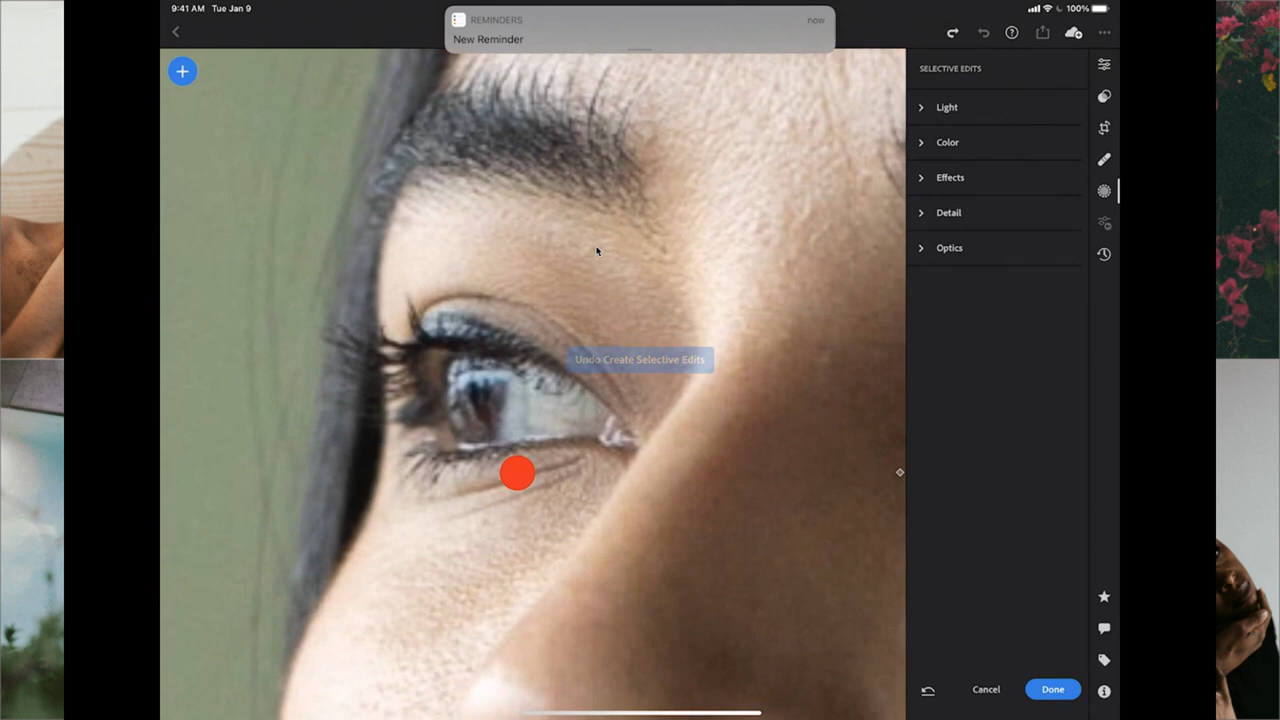 9:41 AM Tue Jan 9
100%
REMINDERS
now
New Reminder
SELECTIVE EDITS
Light
Color
Effects
Detail
Optics
Undo Create Selective Edits
Cancel
Done